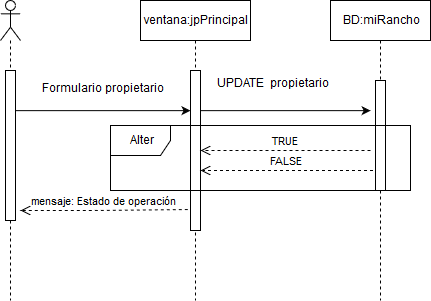 ventana:jpPrincipal
BD:miRancho
Formulario propietario
UPDATE propietario
Alter
TRUE
FALSE
mensaje: Estado de operación